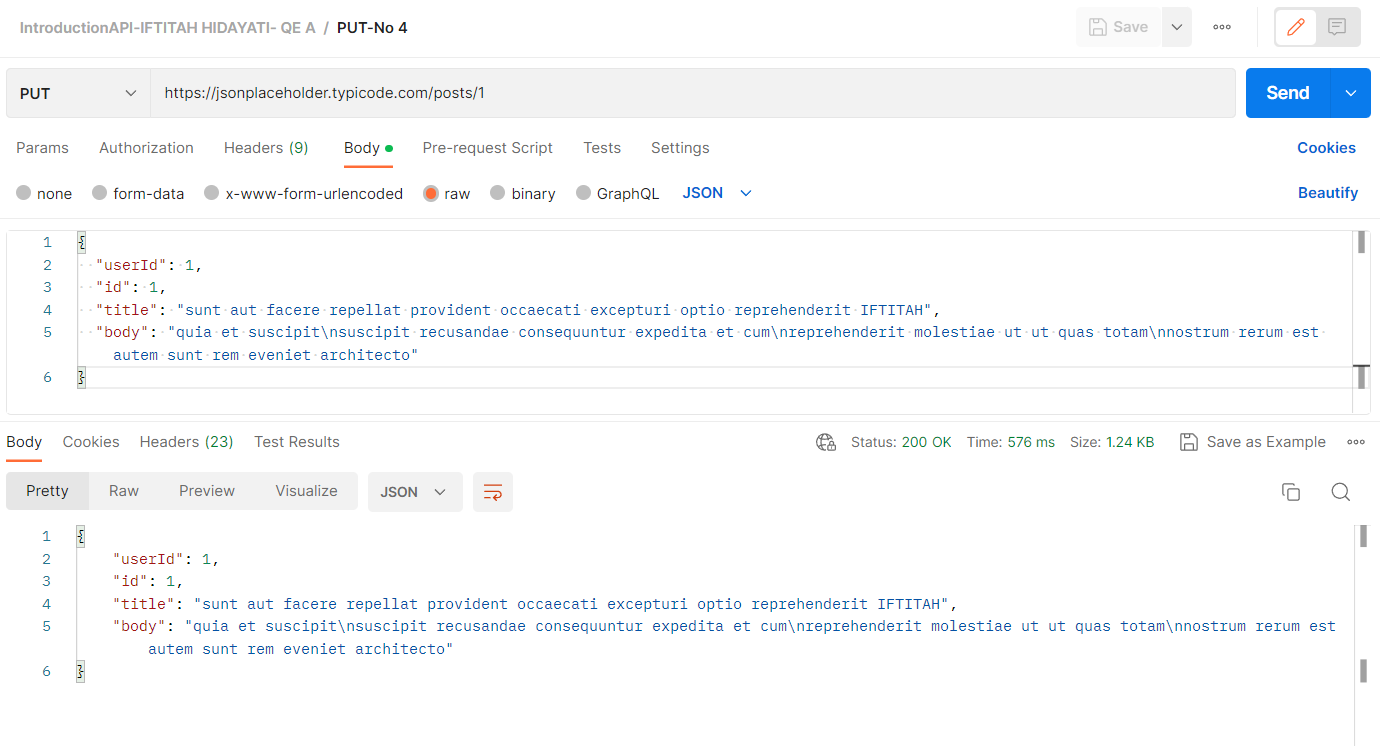 IntroductionAPI-IFTITAH HIDAYATI- QE A / PUT-No 4 Save
PUT https://jsonplaceholder.typicode.com/posts/1 Send
Params Authorization Headers (9) Body Pre-request Script Tests Settings Cookies
none form-data x-www-form-urlencoded raw binary GraphQL JSON Beautify
1 {
2 "userId": 1,
3 "id": 1,
4 "title": "sunt aut facere repellat provident occaecati excepturi optio reprehenderit IFTITAH",
5 "body": "quia et suscipit\nsuscipit recusandae consequuntur expedita et cum\nreprehenderit molestiae ut ut quas totam\nnostrum rerum est
autem sunt rem eveniet architecto"
6 }
Body Cookies Headers (23) Test Results Status: 200 OK Time: 576 ms Size: 1.24 KB Save as Example
Pretty Raw Preview Visualize JSON
1 {
2 "userId": 1,
3 "id": 1,
4 "title": "sunt aut facere repellat provident occaecati excepturi optio reprehenderit IFTITAH",
5 "body": "quia et suscipit\nsuscipit recusandae consequuntur expedita et cum\nreprehenderit molestiae ut ut quas totam\nnostrum rerum est
autem sunt rem eveniet architecto"
6 }